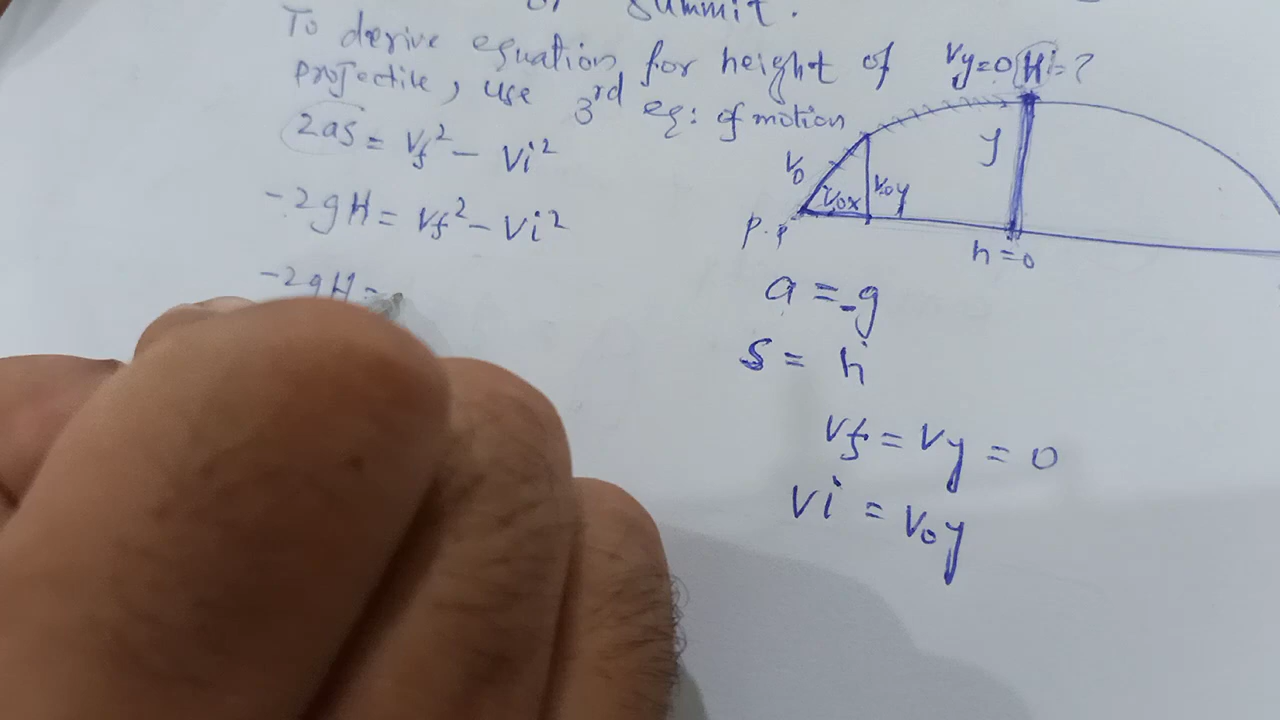 summit.
To derive equation for height of
projectile, use 3rd eq: of motion
2as = Vf² - Vi²
-2gH = Vf² - Vi²
-2gH =
Vy=0 Hi=?
y
V₀
V₀x
V₀y
P.P
h=0
a = -g
S = h
Vf = Vy = 0
Vi = V₀y